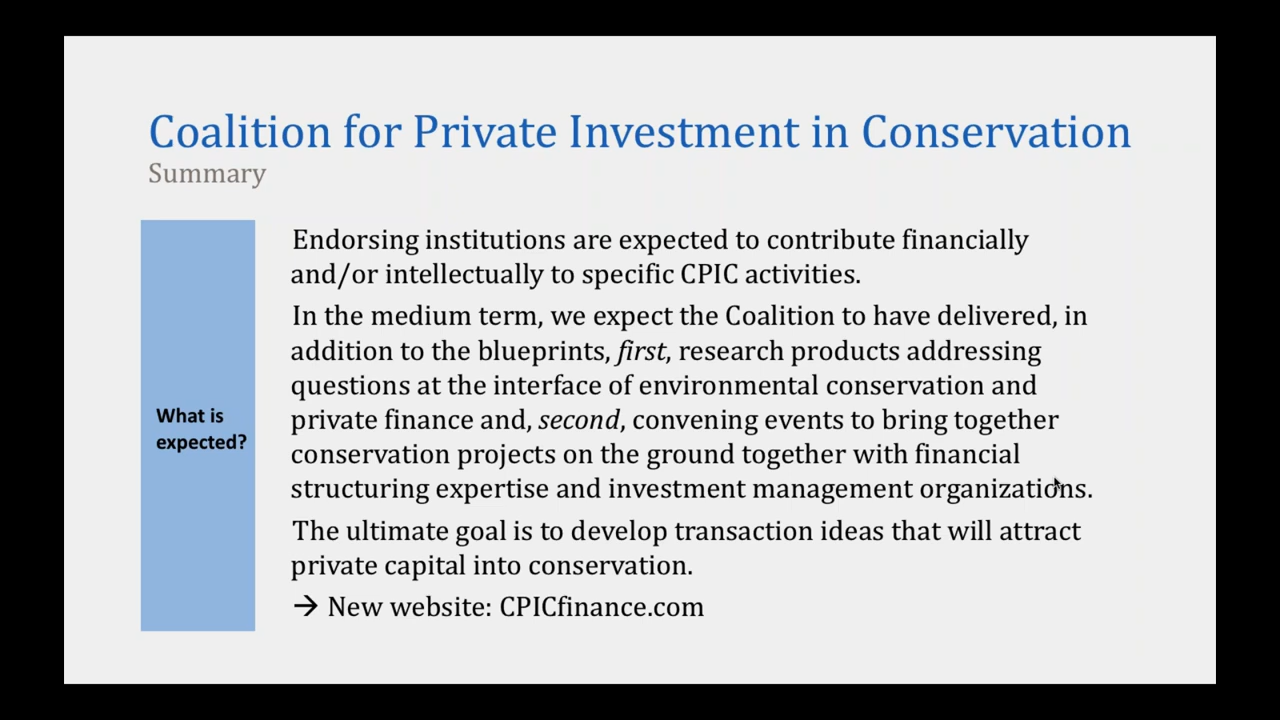 Coalition for Private Investment in Conservation
Summary
What is
expected?
Endorsing institutions are expected to contribute financially
and/or intellectually to specific CPIC activities.
In the medium term, we expect the Coalition to have delivered, in
addition to the blueprints, first, research products addressing
questions at the interface of environmental conservation and
private finance and, second, convening events to bring together
conservation projects on the ground together with financial
structuring expertise and investment management organizations.
The ultimate goal is to develop transaction ideas that will attract
private capital into conservation.
→ New website: CPICfinance.com